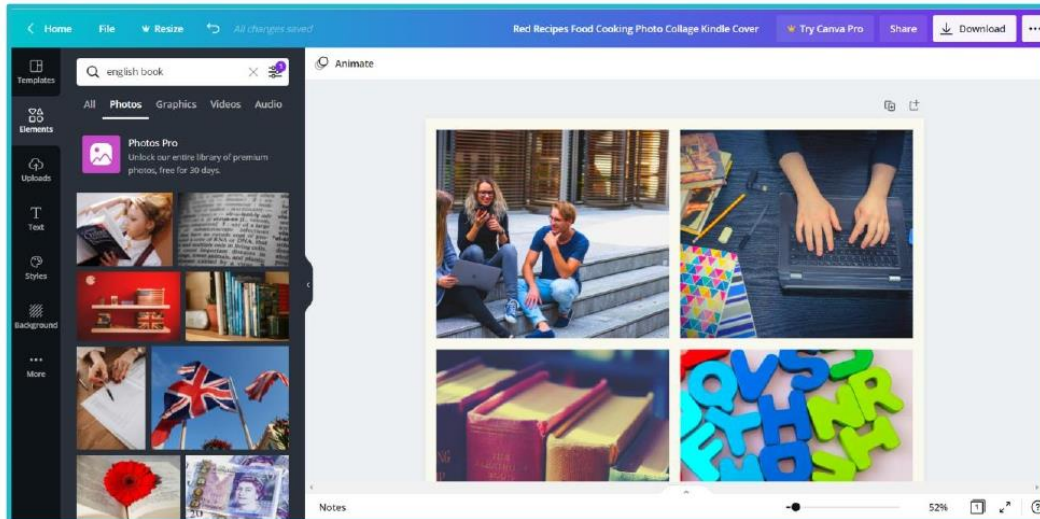 Home File Resize All changes saved Red Recipes Food Cooking Photo Collage Kindle Cover Try Canva Pro Share Download
Templates
Elements
Uploads
Text
Styles
Background
More
english book
All Photos Graphics Videos Audio
Photos Pro
Unlock our entire library of premium
photos, free for 30 days.
Animate
Notes
52%
1